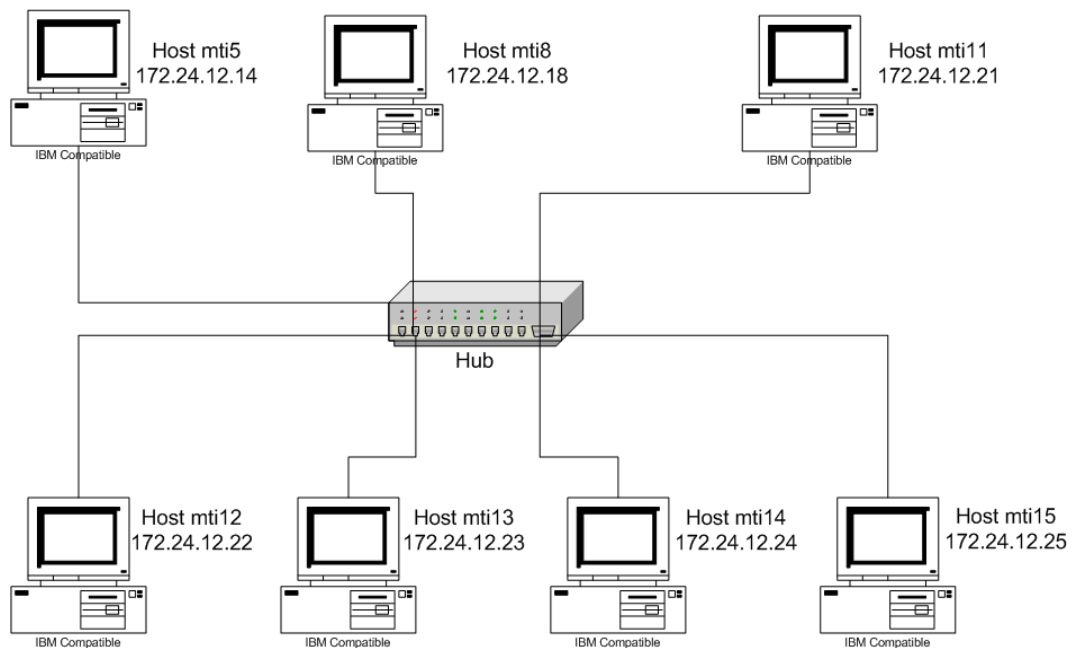 Host mti5
172.24.12.14
IBM Compatible
Host mti8
172.24.12.18
IBM Compatible
Host mti11
172.24.12.21
IBM Compatible
Hub
Host mti12
172.24.12.22
IBM Compatible
Host mti13
172.24.12.23
IBM Compatible
Host mti14
172.24.12.24
IBM Compatible
Host mti15
172.24.12.25
IBM Compatible